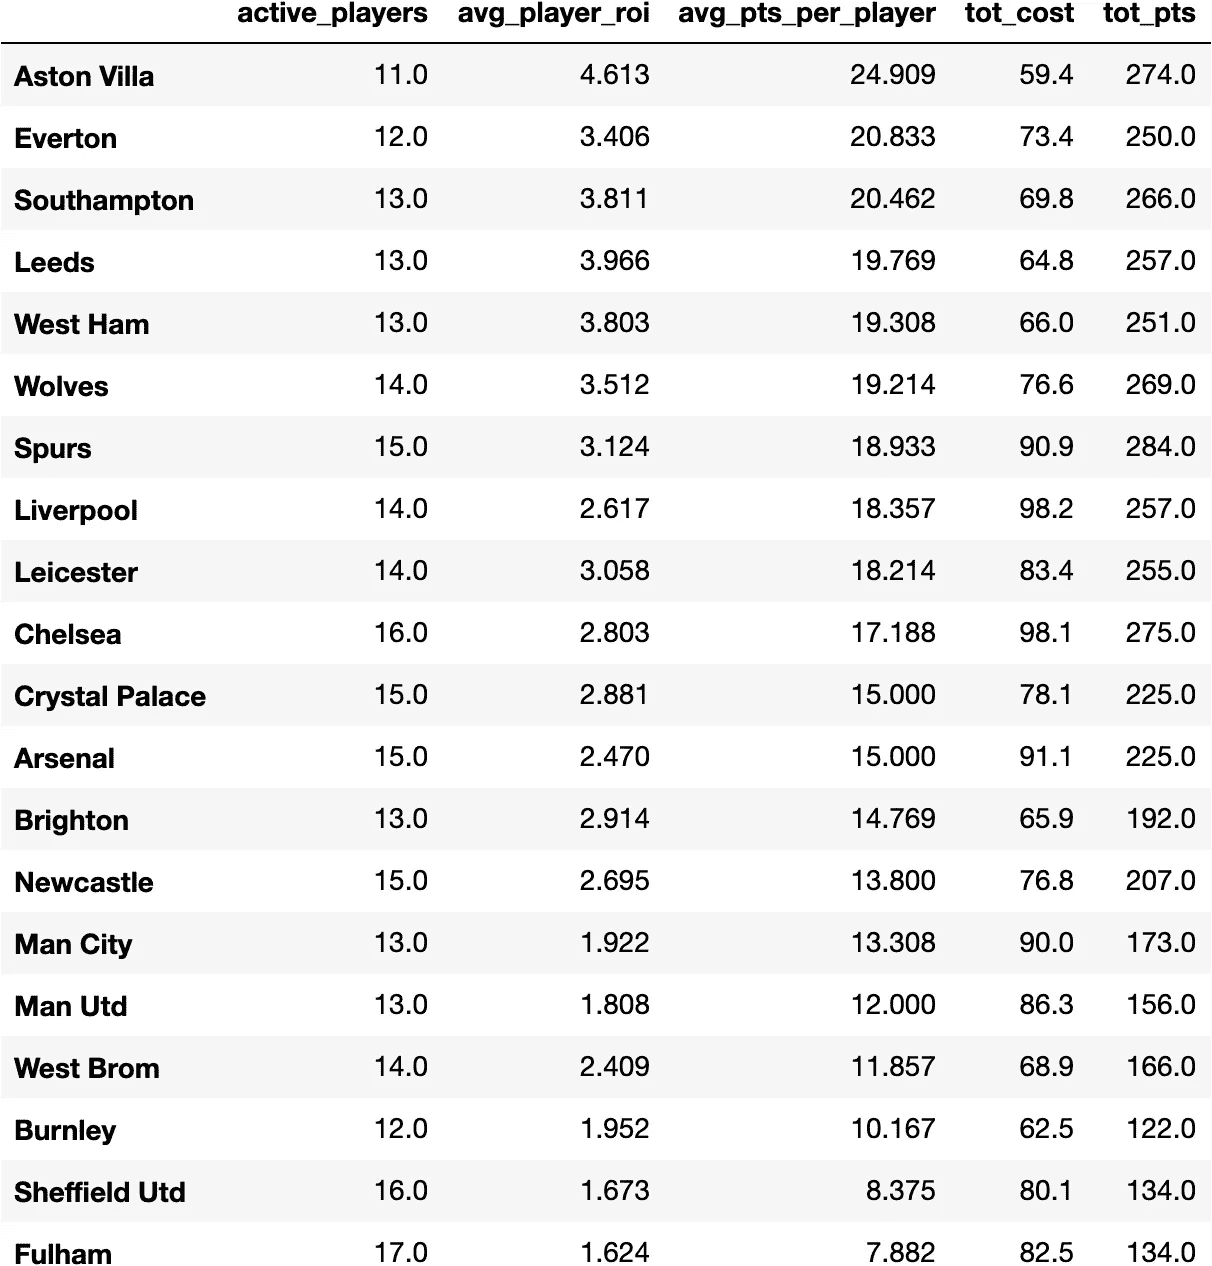 active_players avg_player_roi avg_pts_per_player tot_cost tot_pts
Aston Villa 11.0 4.613 24.909 59.4 274.0
Everton 12.0 3.406 20.833 73.4 250.0
Southampton 13.0 3.811 20.462 69.8 266.0
Leeds 13.0 3.966 19.769 64.8 257.0
West Ham 13.0 3.803 19.308 66.0 251.0
Wolves 14.0 3.512 19.214 76.6 269.0
Spurs 15.0 3.124 18.933 90.9 284.0
Liverpool 14.0 2.617 18.357 98.2 257.0
Leicester 14.0 3.058 18.214 83.4 255.0
Chelsea 16.0 2.803 17.188 98.1 275.0
Crystal Palace 15.0 2.881 15.000 78.1 225.0
Arsenal 15.0 2.470 15.000 91.1 225.0
Brighton 13.0 2.914 14.769 65.9 192.0
Newcastle 15.0 2.695 13.800 76.8 207.0
Man City 13.0 1.922 13.308 90.0 173.0
Man Utd 13.0 1.808 12.000 86.3 156.0
West Brom 14.0 2.409 11.857 68.9 166.0
Burnley 12.0 1.952 10.167 62.5 122.0
Sheffield Utd 16.0 1.673 8.375 80.1 134.0
Fulham 17.0 1.624 7.882 82.5 134.0